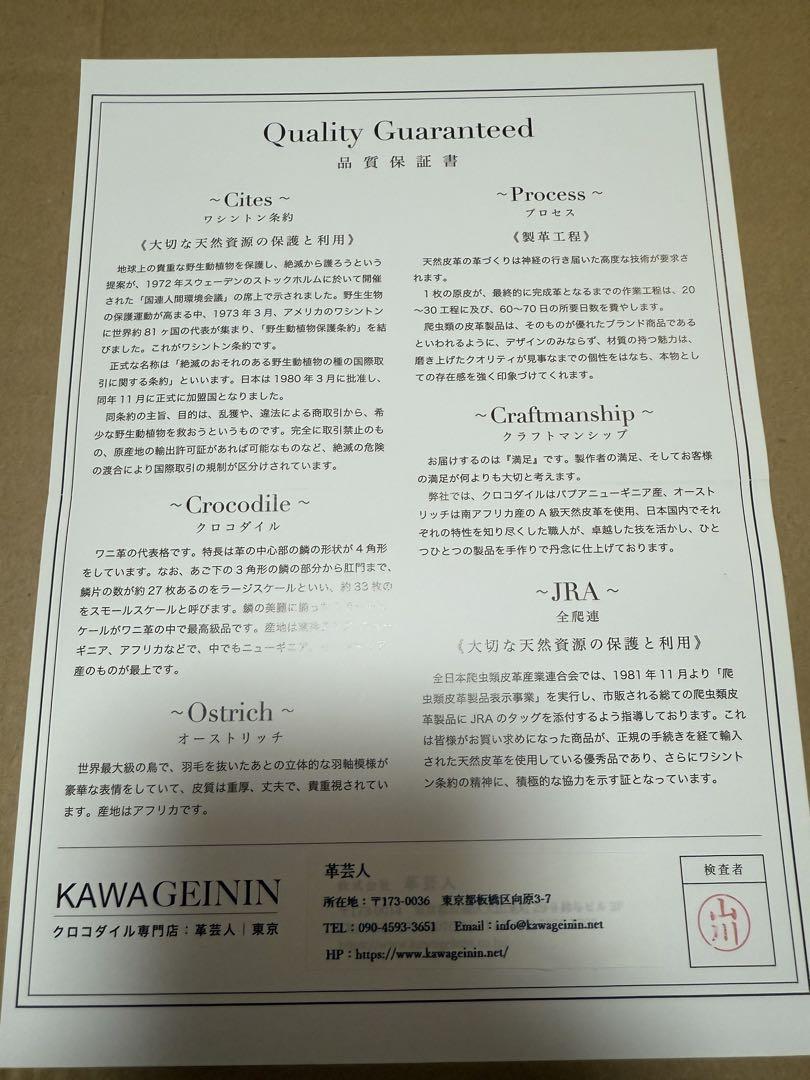 Quality Guaranteed
品質保証書
～Cites～
ワシントン条約
《大切な天然資源の保護と利用》
地球上の貴重な野生動植物を保護し、絶滅から護ろうという
提案が、1972年スウェーデンのストックホルムに於いて開催
された「国連人間環境会議」の席上で示されました。野生生物
の保護運動が高まる中、1973年3月、アメリカのワシントン
に世界約81ヶ国の代表が集まり、「野生動植物保護条約」を結
びました。これがワシントン条約です。
正式な名称は「絶滅のおそれのある野生動植物の種の国際取
引に関する条約」といいます。日本は1980年3月に批准し、
同年11月に正式に加盟国となりました。
同条約の主旨、目的は、乱獲や、違法による商取引から、希
少な野生動植物を救おうというものです。完全に取引禁止のも
の、原産地の輸出許可証があれば可能なものなど、絶滅の危険
の渡合により国際取引の規制が区分けされています。
～Crocodile～
クロコダイル
ワニ革の代表格です。特長は革の中心部の鱗の形状が4角形
をしています。なお、あご下の3角形の鱗の部分から肛門まで、
鱗片の数が約27枚あるのをラージスケールといい、約33枚の
をスモールスケールと呼びます。鱗の美麗に揃った
ケールがワニ革の中で最高級品です。産地は
ギニア、アフリカなどで、中でもニューギニア、
産のものが最上です。
～Ostrich～
オーストリッチ
世界最大級の鳥で、羽毛を抜いたあとの立体的な羽軸模様が
豪華な表情をしていて、皮質は重厚、丈夫で、貴重視されてい
ます。産地はアフリカです。
～Process～
プロセス
《製革工程》
天然皮革の革づくりは神経の行き届いた高度な技術が要求さ
れます。
1枚の原皮が、最終的に完成革となるまでの作業工程は、20
～30工程に及び、60～70日の所要日数を費やします。
爬虫類の皮革製品は、そのものが優れたブランド商品である
といわれるように、デザインのみならず、材質の持つ魅力は、
磨き上げたクオリティが見事なまでの個性をはなち、本物とし
ての存在感を強く印象づけてくれます。
～Craftmanship～
クラフトマンシップ
お届けするのは『満足』です。製作者の満足、そしてお客様
の満足が何よりも大切と考えます。
弊社では、クロコダイルはパプアニューギニア産、オースト
リッチは南アフリカ産のA級天然皮革を使用、日本国内でそれ
ぞれの特性を知り尽くした職人が、卓越した技を活かし、ひと
つひとつの製品を手作りで丹念に仕上げております。
～JRA～
全爬連
《大切な天然資源の保護と利用》
全日本爬虫類皮革産業連合会では、1981年11月より「爬
虫類皮革製品表示事業」を実行し、市販される総ての爬虫類皮
革製品にJRAのタッグを添付するよう指導しております。これ
は皆様がお買い求めになった商品が、正規の手続きを経て輸入
された天然皮革を使用している優秀品であり、さらにワシント
ン条約の精神に、積極的な協力を示す証となっています。
KAWAGEININ
クロコダイル専門店：革芸人｜東京
革芸人
所在地：〒173-0036 東京都板橋区向原3-7
TEL：090-4593-3651 Email：info@kawageinin.net
HP：https://www.kawageinin.net/
検査者
山川